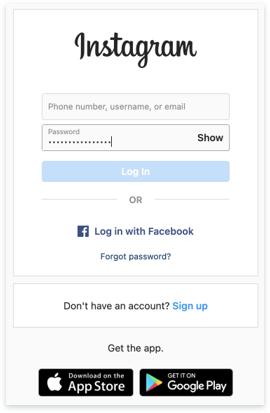 Instagram
Phone number, username, or email
Password
••••••••••••••• Show
Log In
OR
Log in with Facebook
Forgot password?
Don't have an account? Sign up
Get the app.
Download on the
App Store
GET IT ON
Google Play